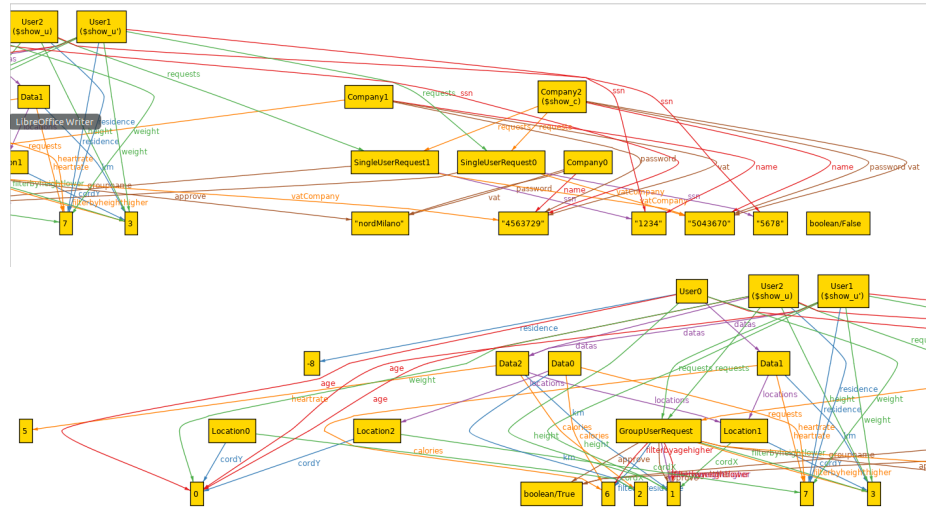 User2
($show_u)
User1
($show_u')
requests
requests
ssn
ssn
ssn
Data1
Company1
Company2
($show_c)
LibreOffice Writer
residence
height
weight
residence
weight
requests
requests
requests
heartrate
heartrate
km
SingleUserRequest1
SingleUserRequest0
Company0
password
vat
name
name
password
vat
filterbyheightlower
groupname
cordY
filterbyheighthigher
approve
vatCompany
password
vat
name
ssn
vatCompany
vatCompany
ssn
7
3
"nordMilano"
"4563729"
"1234"
"5043670"
"5678"
boolean/False
User0
User2
($show_u)
User1
($show_u')
residence
datas
datas
datas
-8
Data2
Data0
Data1
age
age
weight
requests
requests
heartrate
age
locations
locations
locations
residence
height
weight
5
Location0
Location2
GroupUserRequest
Location1
km
calories
calories
height
height
requests
heartrate
heartrate
km
cordY
cordY
calories
km
approve
filterbyagehigher
cordX
cordX
filterbyheightlower
groupname
cordY
filterbyheighthigher
0
boolean/True
6
2
1
7
3